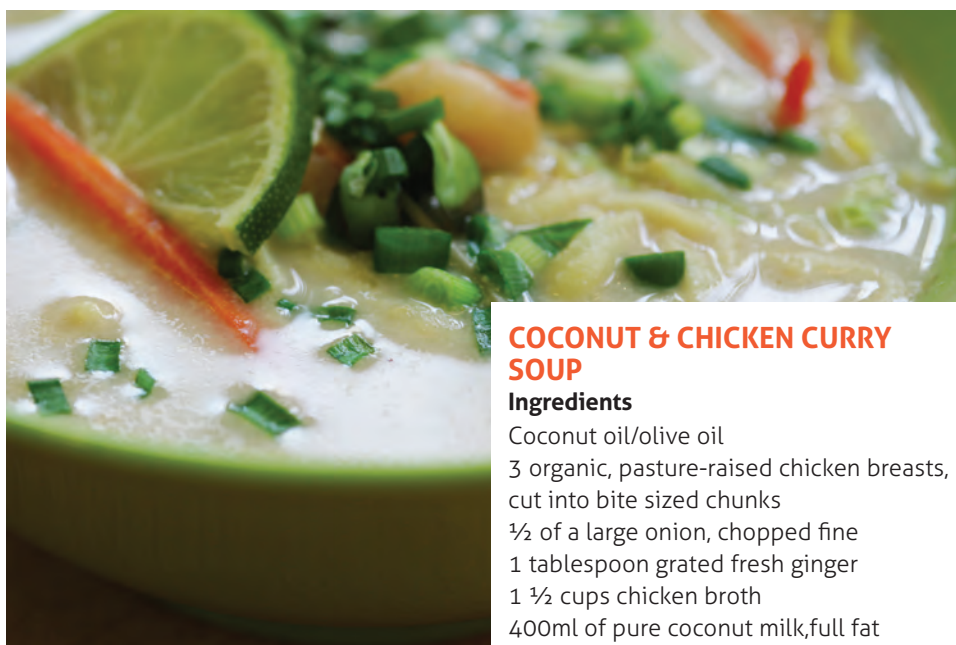 COCONUT & CHICKEN CURRY
SOUP
Ingredients
Coconut oil/olive oil
3 organic, pasture-raised chicken breasts,
cut into bite sized chunks
½ of a large onion, chopped fine
1 tablespoon grated fresh ginger
1 ½ cups chicken broth
400ml of pure coconut milk,full fat